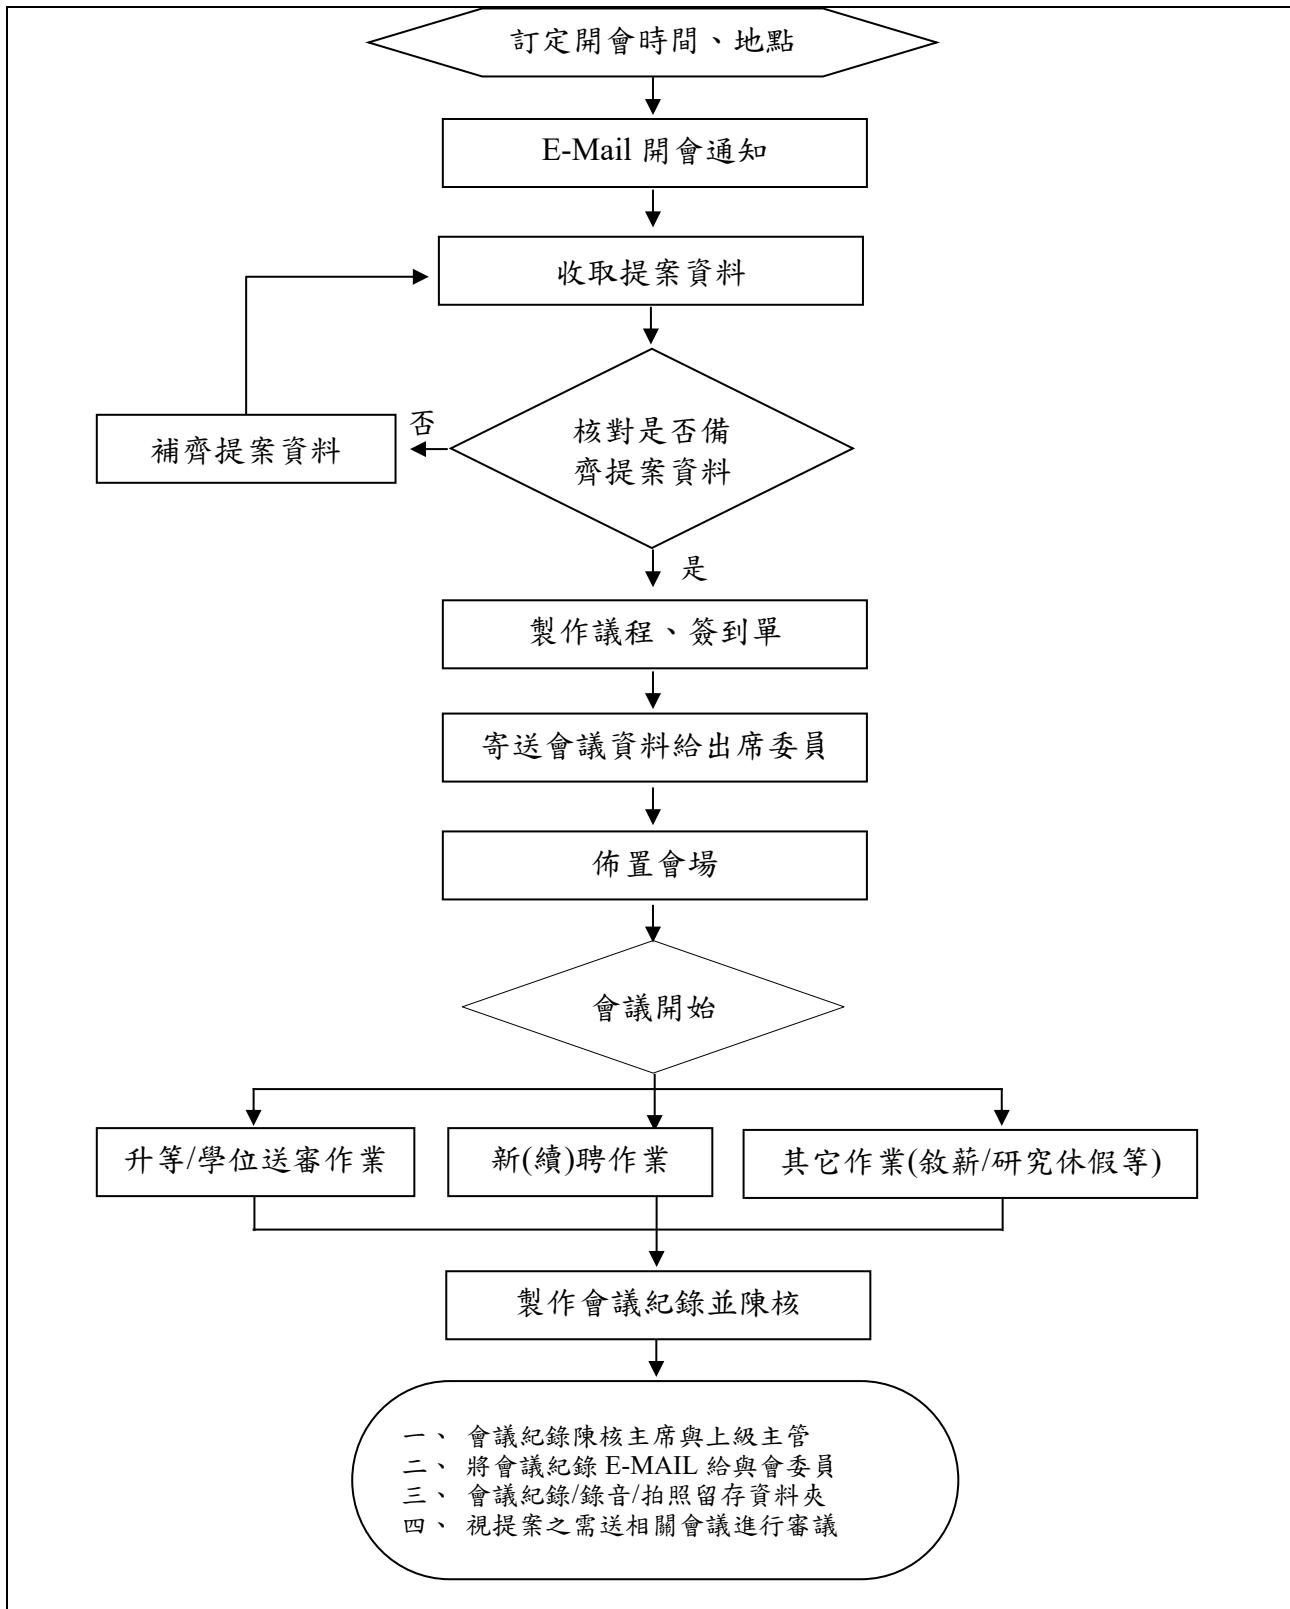 訂定開會時間、地點
E-Mail 開會通知
收取提案資料
否
補齊提案資料
核對是否備
齊提案資料
是
製作議程、簽到單
寄送會議資料給出席委員
佈置會場
會議開始
升等/學位送審作業
新(續)聘作業
其它作業(敘薪/研究休假等)
製作會議紀錄並陳核
一、 會議紀錄陳核主席與上級主管
二、 將會議紀錄 E-MAIL 給與會委員
三、 會議紀錄/錄音/拍照留存資料夾
四、 視提案之需送相關會議進行審議